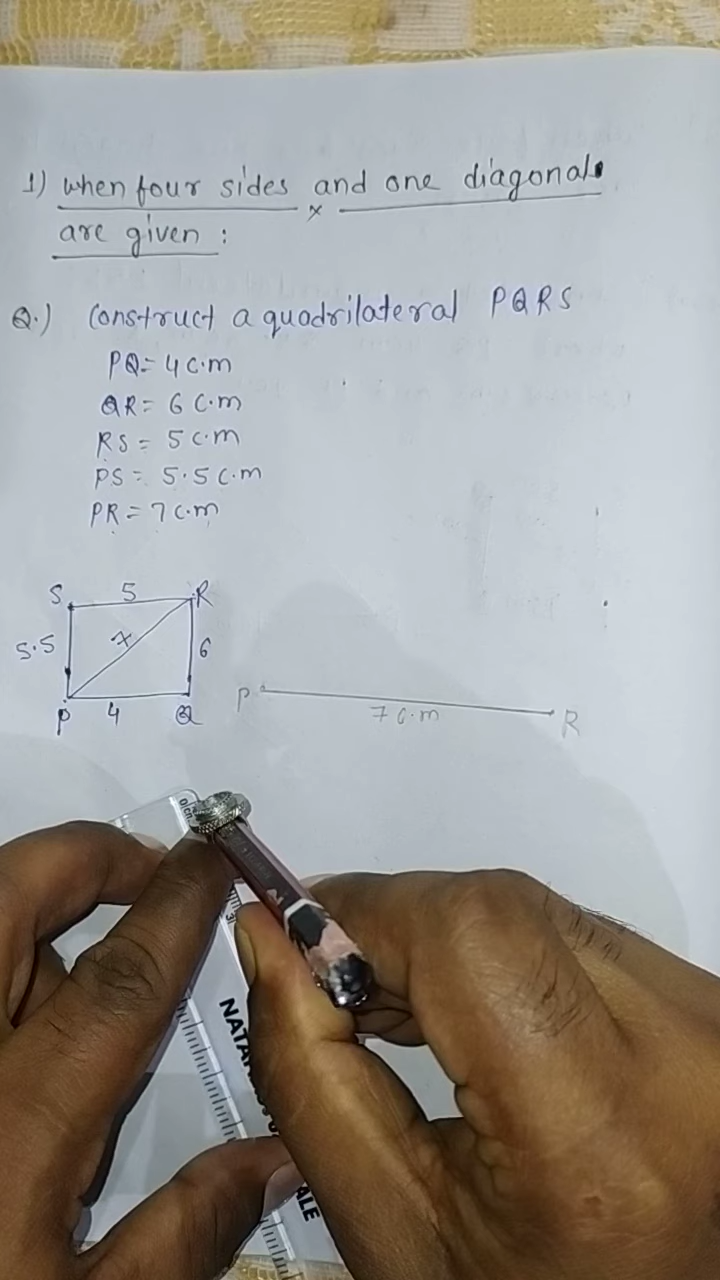 1) when four sides and one diagonal
are given :
Q.) construct a quadrilateral PQRS
PQ= 4 c.m
QR= 6 c.m
RS= 5 c.m
PS= 5.5 c.m
PR= 7 c.m
S 5 R
5.5 7 6
P 4 Q
P 7 c.m R
NATA
ALE